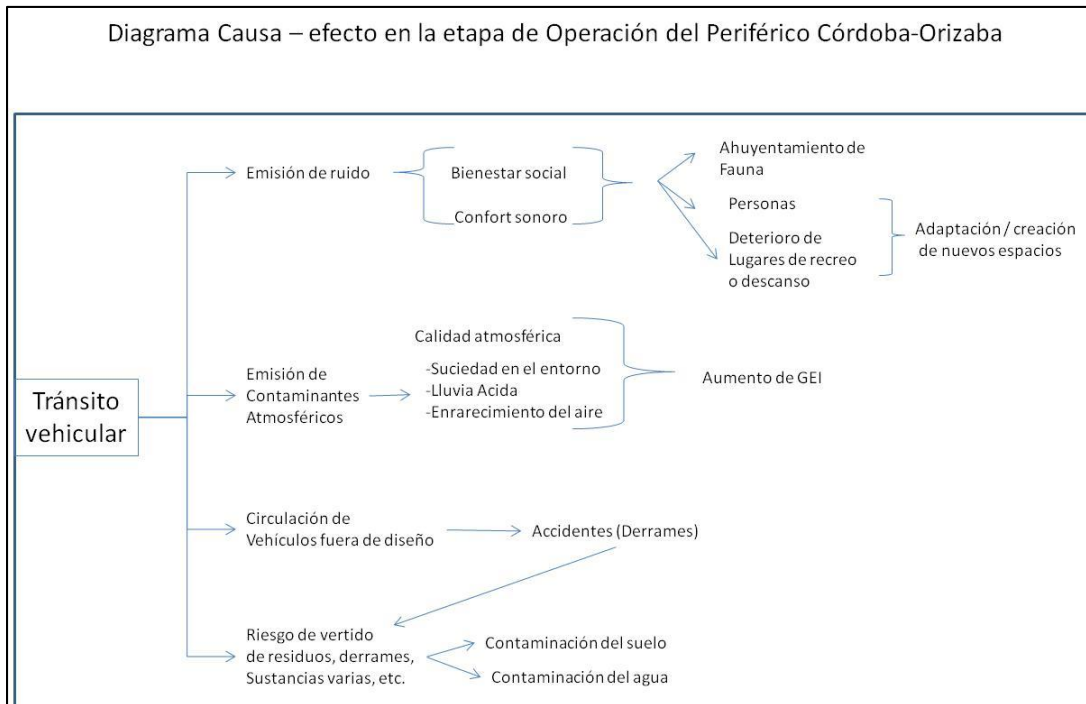 Diagrama Causa – efecto en la etapa de Operación del Periférico Córdoba-Orizaba
Tránsito
vehicular
Emisión de ruido
Bienestar social
Confort sonoro
Ahuyentamiento de
Fauna
Personas
Deterioro de
Lugares de recreo
o descanso
Adaptación / creación
de nuevos espacios
Emisión de
Contaminantes
Atmosféricos
Calidad atmosférica
-Suciedad en el entorno
-Lluvia Acida
-Enrarecimiento del aire
Aumento de GEI
Circulación de
Vehículos fuera de diseño
Accidentes (Derrames)
Riesgo de vertido
de residuos, derrames,
Sustancias varias, etc.
Contaminación del suelo
Contaminación del agua